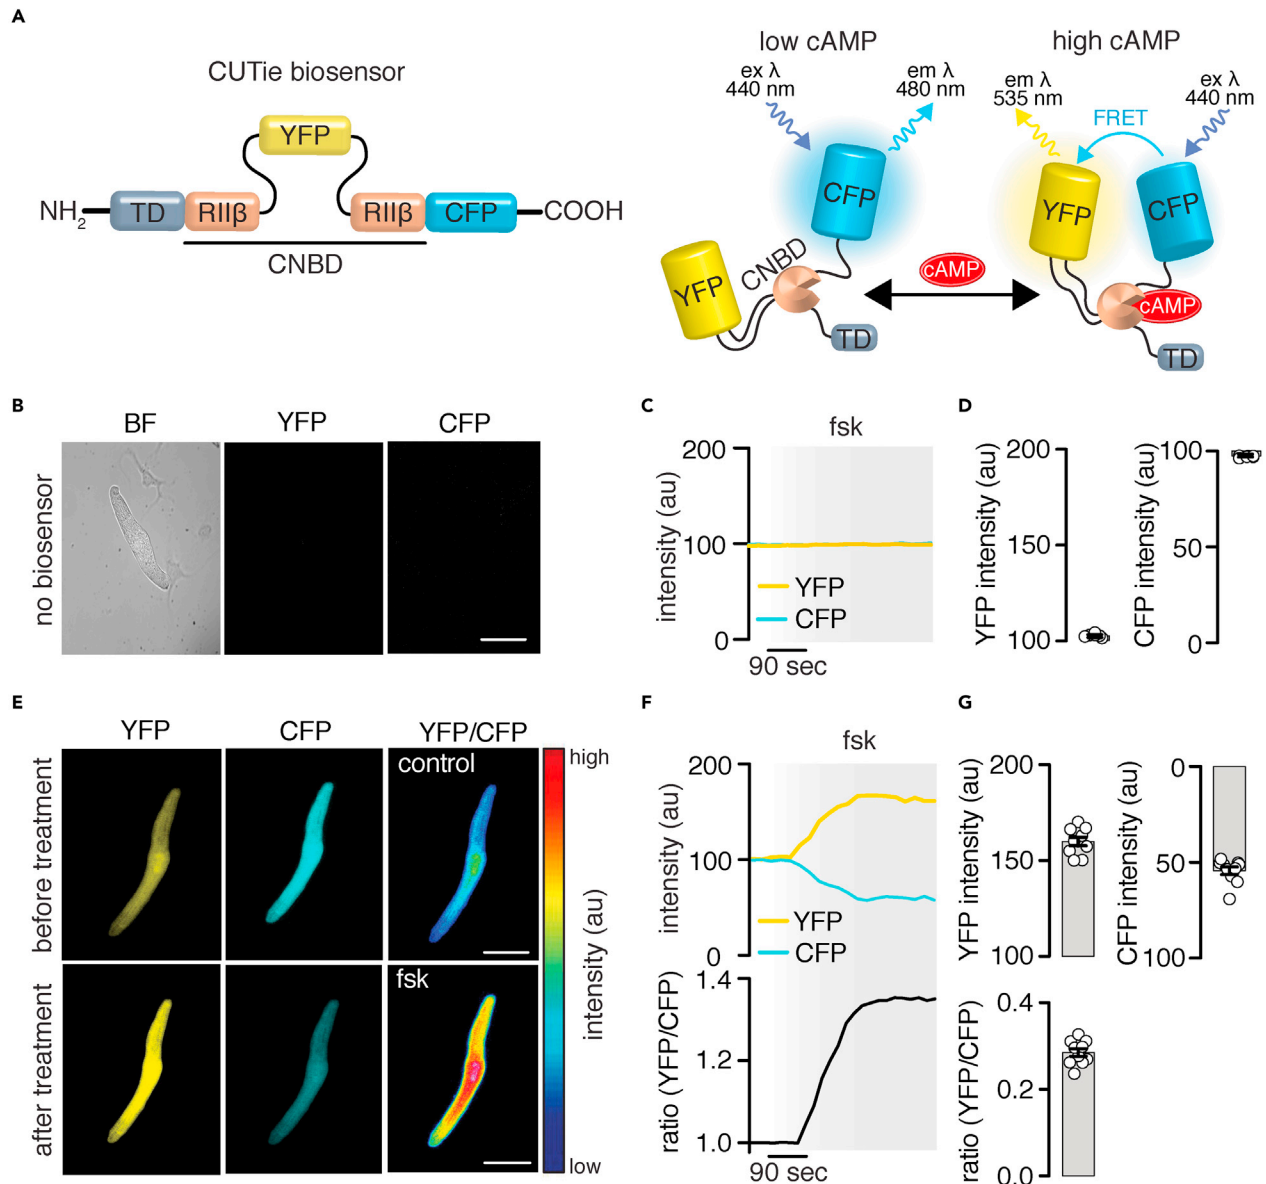 A
CUTie biosensor
YFP
NH2
TD
RIIβ
RIIβ
CFP
COOH
CNBD
low cAMP
high cAMP
ex λ
440 nm
em λ
480 nm
em λ
535 nm
ex λ
440 nm
FRET
CFP
YFP
CFP
YFP
CNBD
cAMP
cAMP
TD
TD
B
BF
YFP
CFP
no biosensor
C
fsk
200
100
0
intensity (au)
YFP
CFP
90 sec
D
200
150
100
YFP intensity (au)
100
50
0
CFP intensity (au)
E
YFP
CFP
YFP/CFP
before treatment
control
after treatment
fsk
high
low
intensity (au)
F
fsk
200
100
0
intensity (au)
YFP
CFP
1.4
1.2
1.0
ratio (YFP/CFP)
90 sec
G
200
150
100
YFP intensity (au)
0
50
100
CFP intensity (au)
0.4
0.2
0.0
ratio (YFP/CFP)